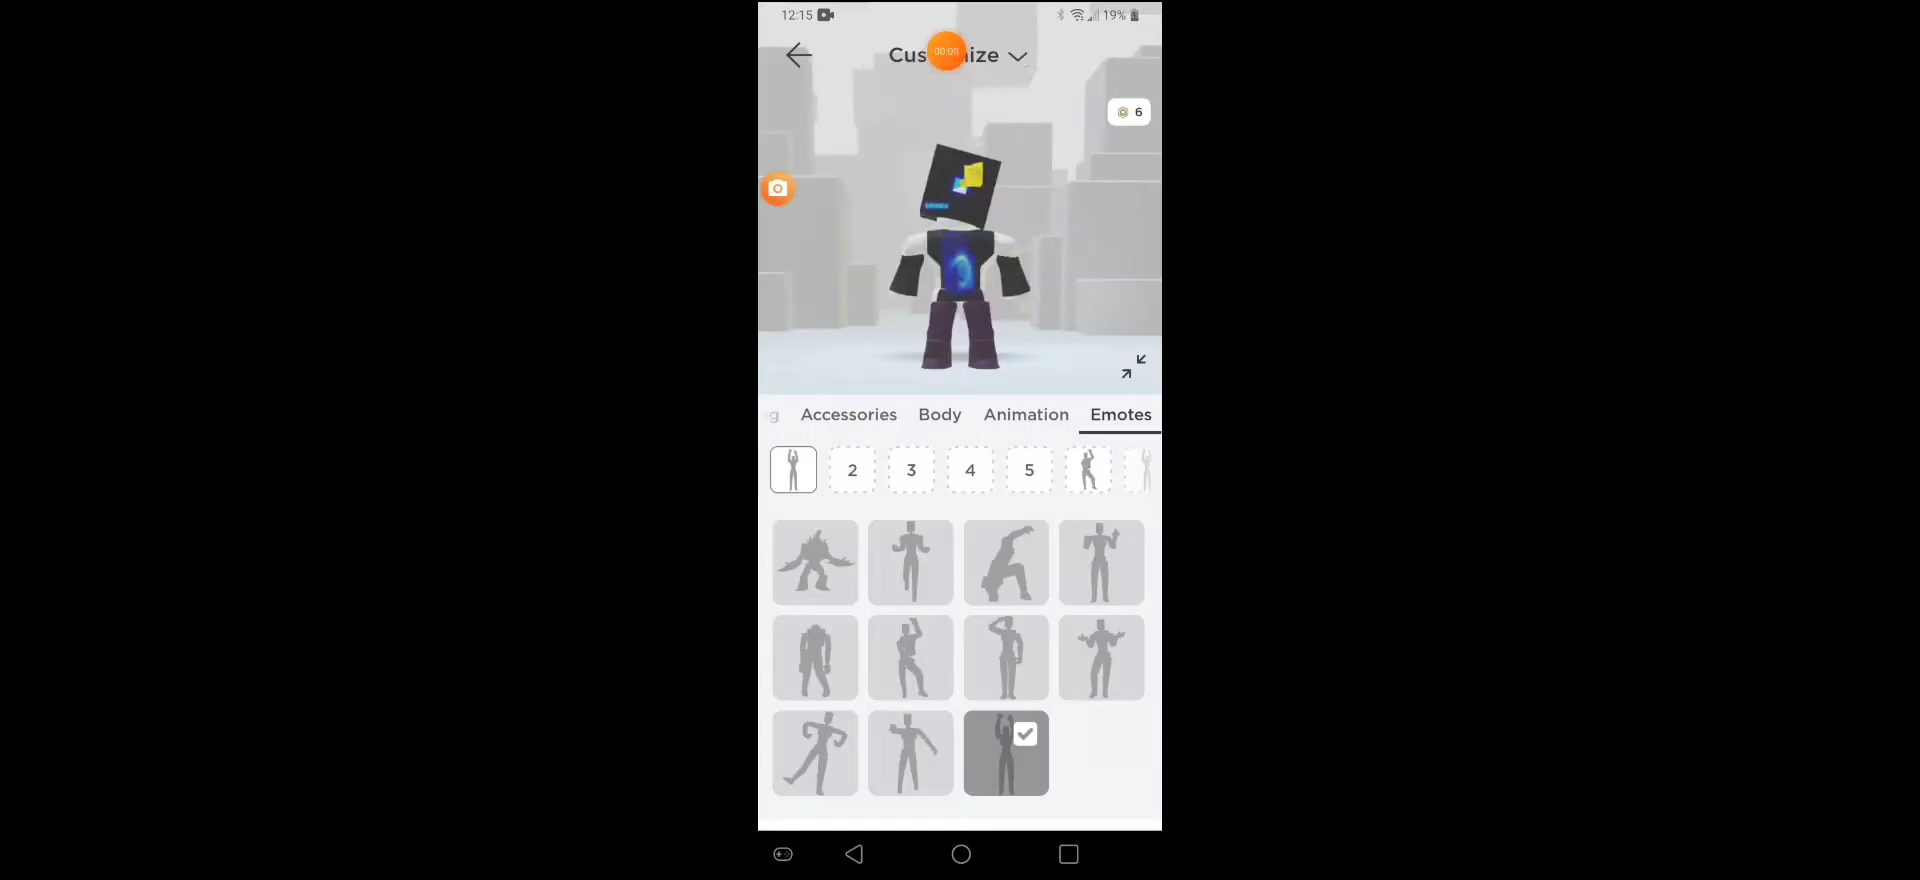 12:15 19%
Cus 00:00 ize
6
g Accessories Body Animation Emotes
2 3 4 5